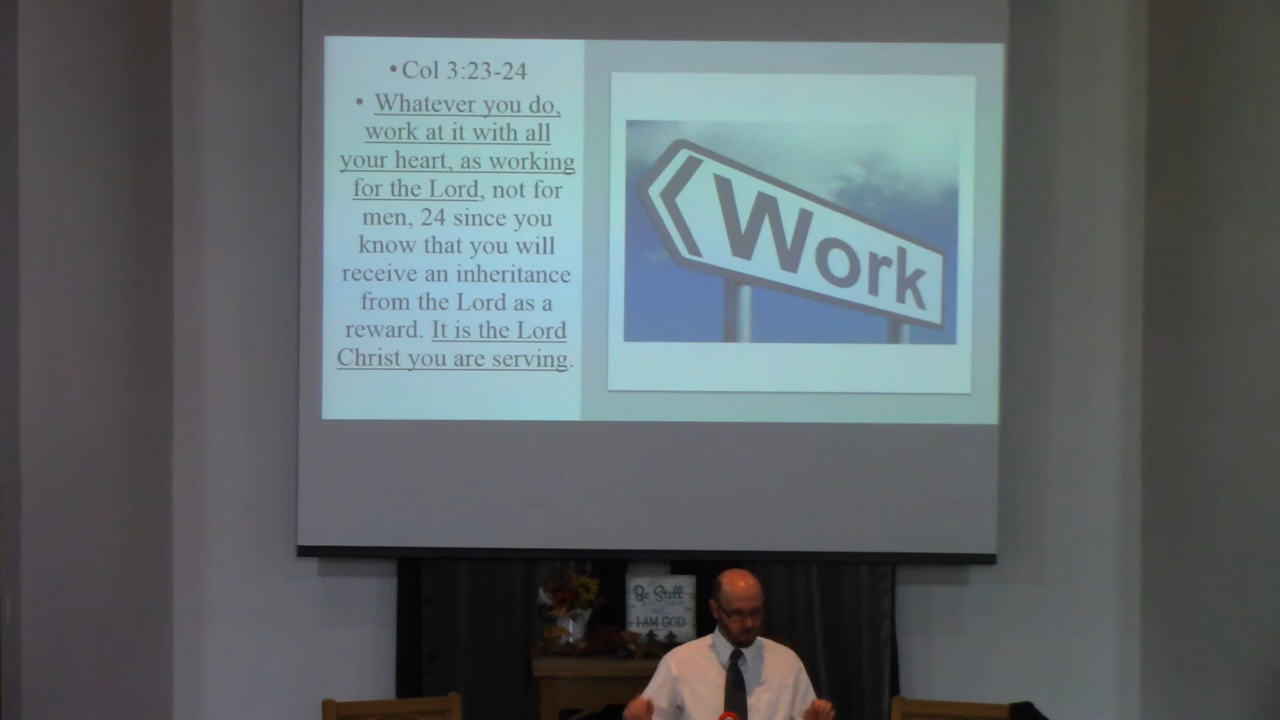 •Col 3:23-24
• Whatever you do,
work at it with all
your heart, as working
for the Lord, not for
men, 24 since you
know that you will
receive an inheritance
from the Lord as a
reward. It is the Lord
Christ you are serving.
Work
Be Still
I AM GOD